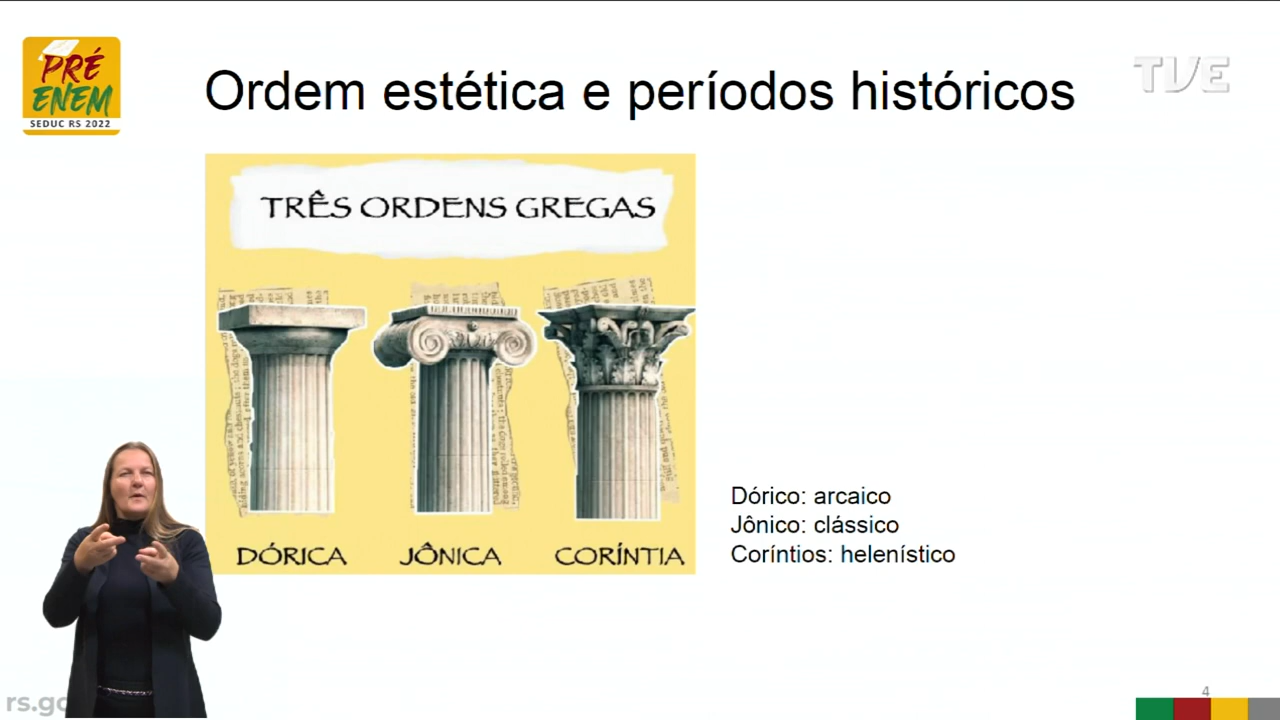 PRÉ
ENEM
SEDUC RS 2022
Ordem estética e períodos históricos
TVE
TRÊS ORDENS GREGAS
DÓRICA JÔNICA CORÍNTIA
Dórico: arcaico
Jônico: clássico
Coríntios: helenístico
rs.go
4